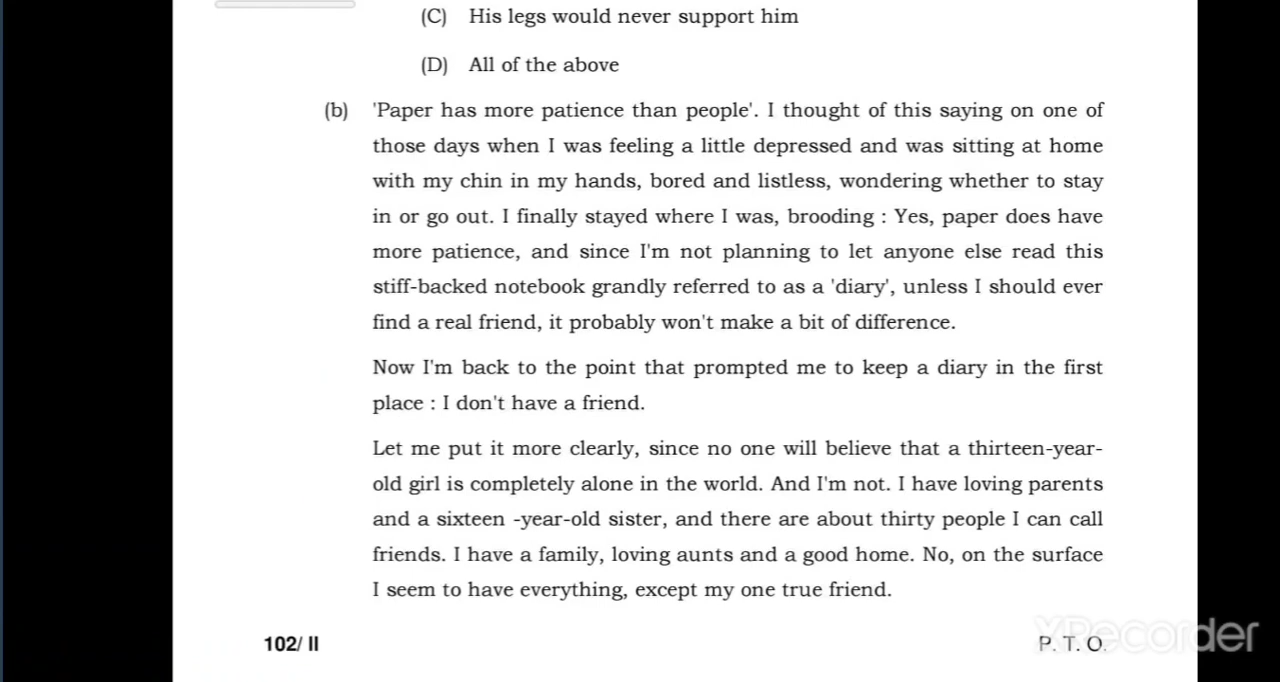 (C) His legs would never support him
(D) All of the above
(b) 'Paper has more patience than people'. I thought of this saying on one of
those days when I was feeling a little depressed and was sitting at home
with my chin in my hands, bored and listless, wondering whether to stay
in or go out. I finally stayed where I was, brooding : Yes, paper does have
more patience, and since I'm not planning to let anyone else read this
stiff-backed notebook grandly referred to as a 'diary', unless I should ever
find a real friend, it probably won't make a bit of difference.
Now I'm back to the point that prompted me to keep a diary in the first
place : I don't have a friend.
Let me put it more clearly, since no one will believe that a thirteen-year-
old girl is completely alone in the world. And I'm not. I have loving parents
and a sixteen -year-old sister, and there are about thirty people I can call
friends. I have a family, loving aunts and a good home. No, on the surface
I seem to have everything, except my one true friend.
102/ II
P. T. O.
XRecorder